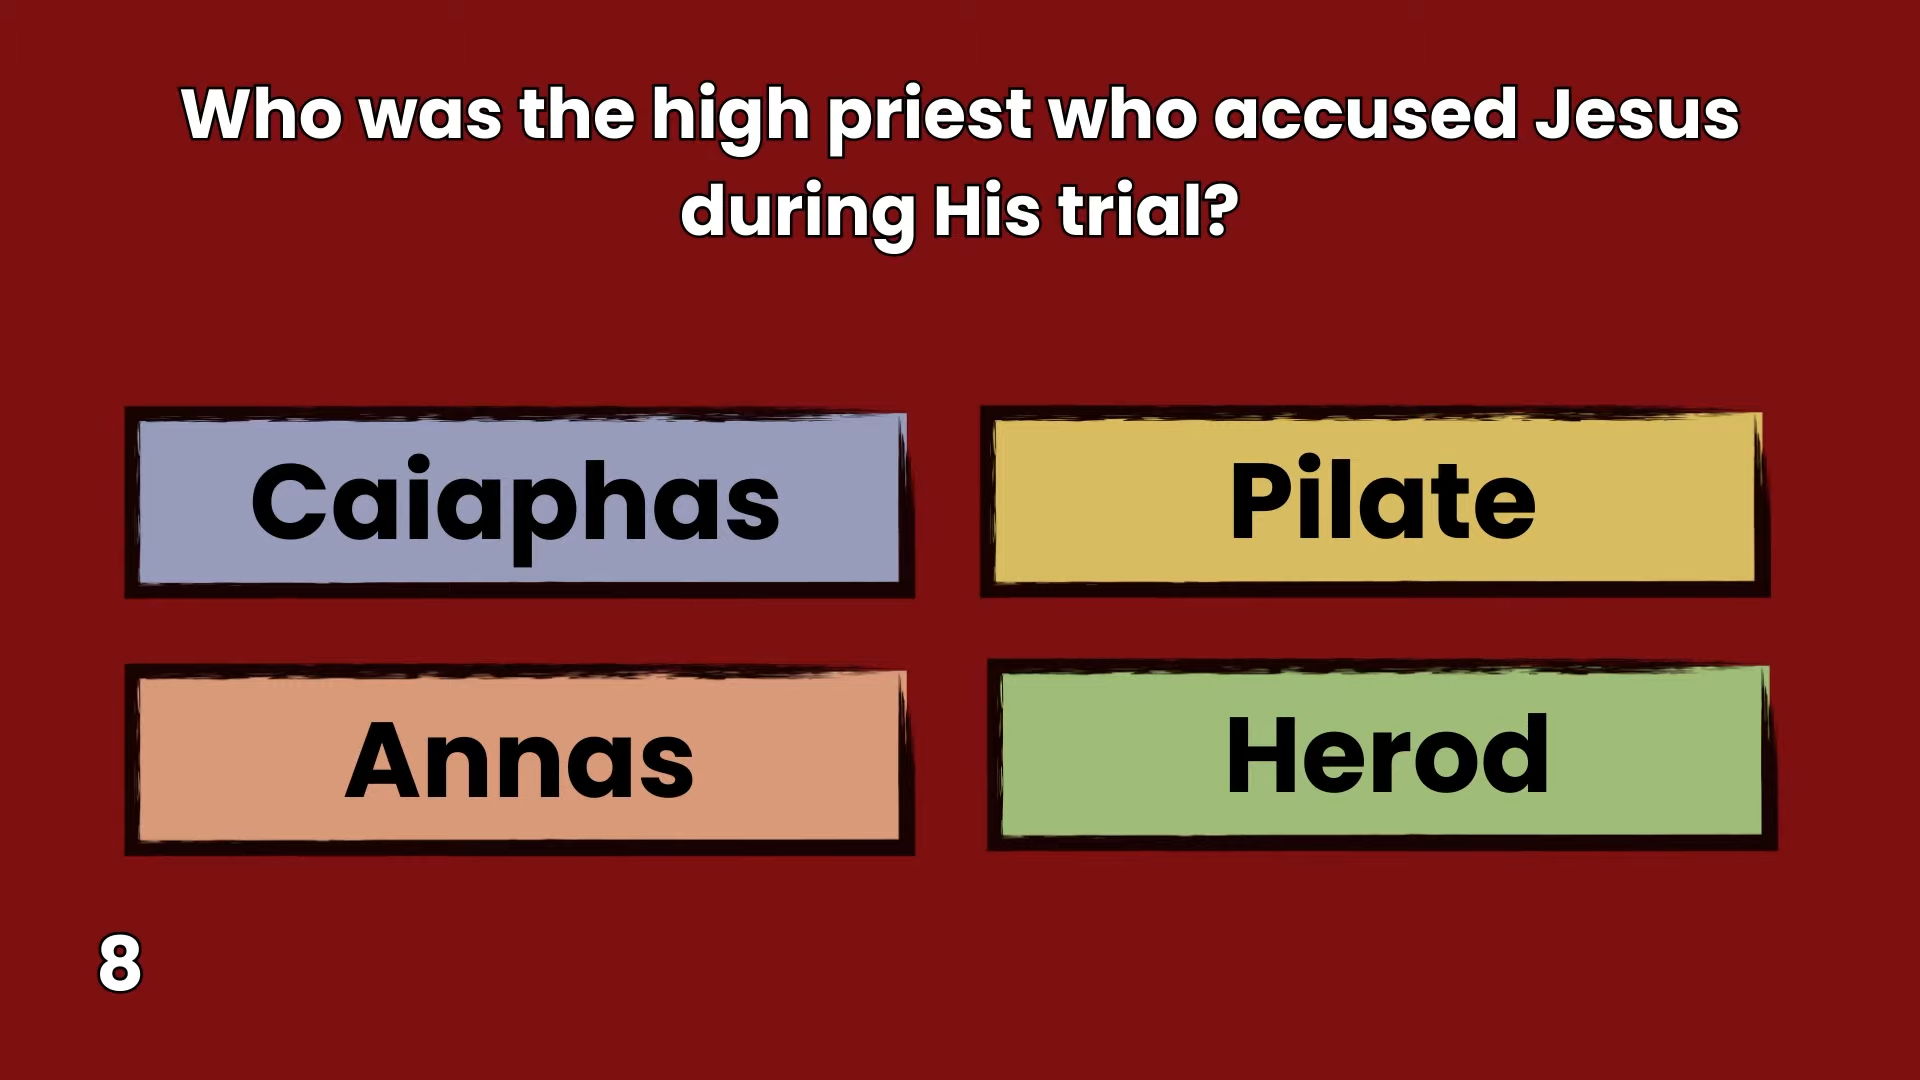 Who was the high priest who accused Jesus
during His trial?
Caiaphas
Pilate
Annas
Herod
8